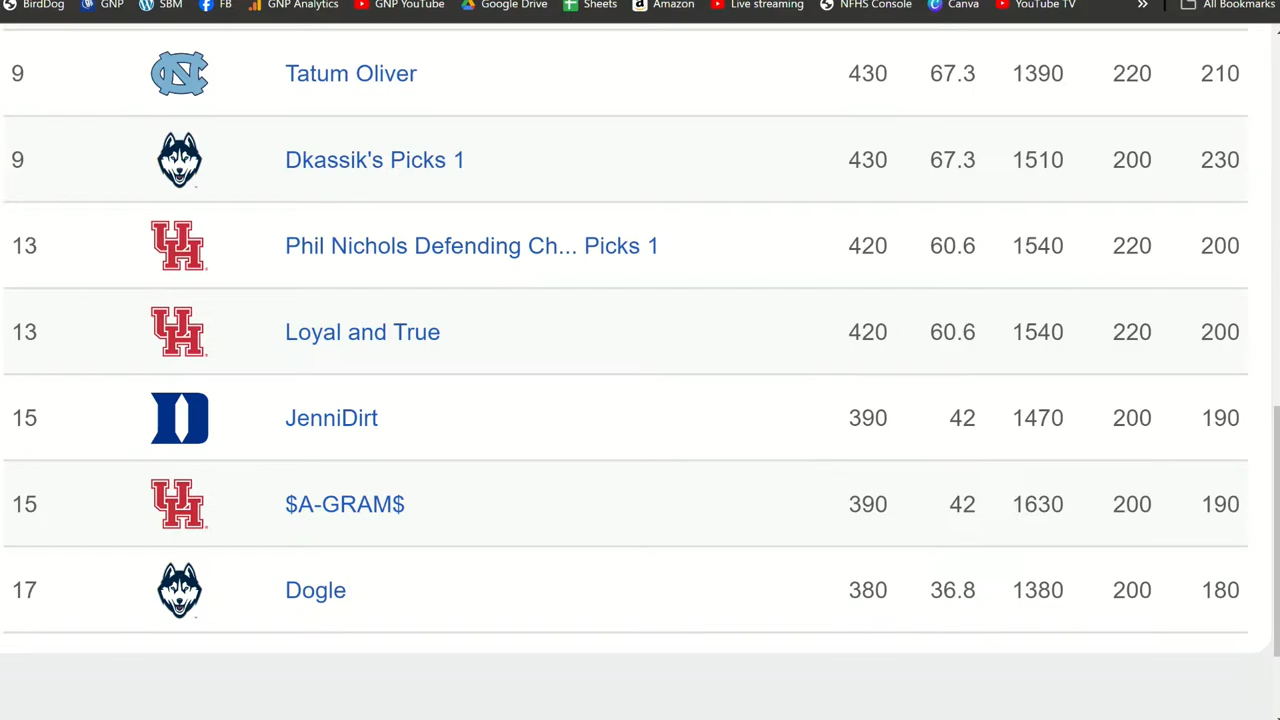 BirdDog GNP SBM FB GNP Analytics GNP YouTube Google Drive Sheets Amazon Live streaming NFHS Console Canva YouTube TV » All Bookmarks
9 NC Tatum Oliver 430 67.3 1390 220 210
9 Dkassik's Picks 1 430 67.3 1510 200 230
13 UH Phil Nichols Defending Ch... Picks 1 420 60.6 1540 220 200
13 UH Loyal and True 420 60.6 1540 220 200
15 D JenniDirt 390 42 1470 200 190
15 UH $A-GRAM$ 390 42 1630 200 190
17 Dogle 380 36.8 1380 200 180